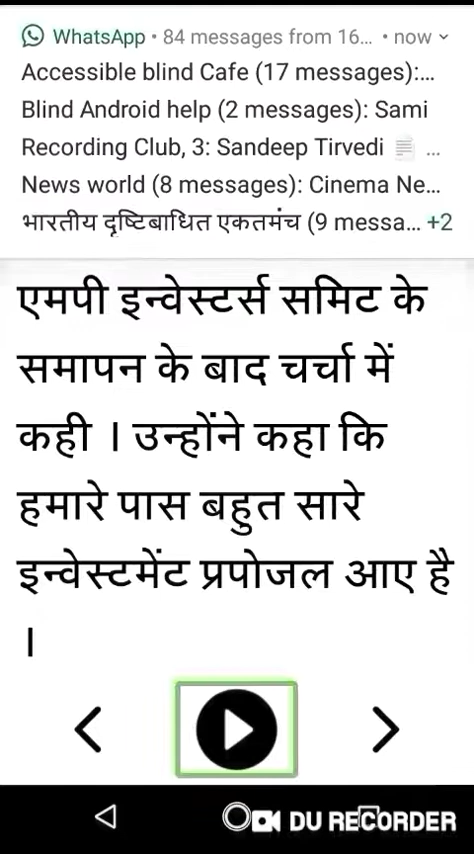 WhatsApp • 84 messages from 16... • now
Accessible blind Cafe (17 messages):...
Blind Android help (2 messages): Sami
Recording Club, 3: Sandeep Tirvedi ...
News world (8 messages): Cinema Ne...
भारतीय दृष्टिबाधित एकतमंच (9 messa... +2
एमपी इन्वेस्टर्स समिट के
समापन के बाद चर्चा में
कही । उन्होंने कहा कि
हमारे पास बहुत सारे
इन्वेस्टमेंट प्रपोजल आए है
।
DU RECORDER